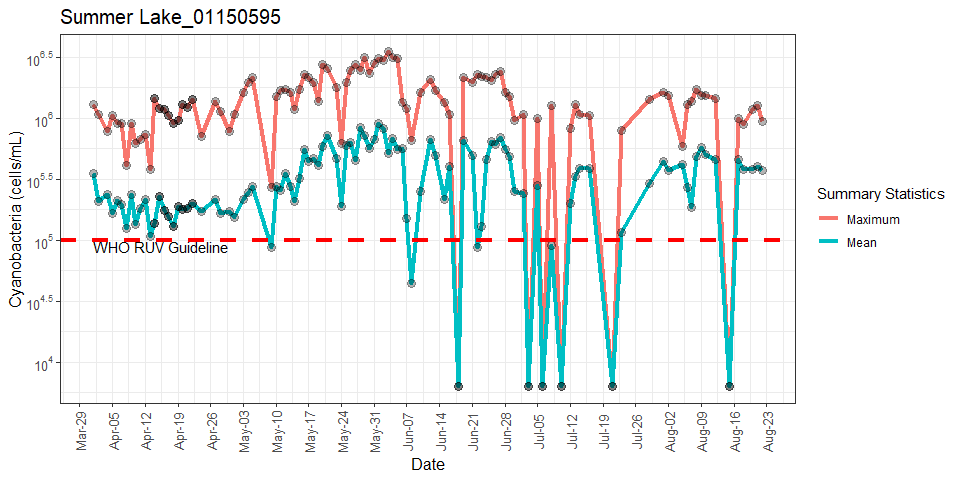 Summer Lake_01150595
Cyanobacteria (cells/mL)
10^6.5
10^6
10^5.5
10^5
10^4.5
10^4
WHO RUV Guideline
Mar-29
Apr-05
Apr-12
Apr-19
Apr-26
May-03
May-10
May-17
May-24
May-31
Jun-07
Jun-14
Jun-21
Jun-28
Jul-05
Jul-12
Jul-19
Jul-26
Aug-02
Aug-09
Aug-16
Aug-23
Date
Summary Statistics
Maximum
Mean